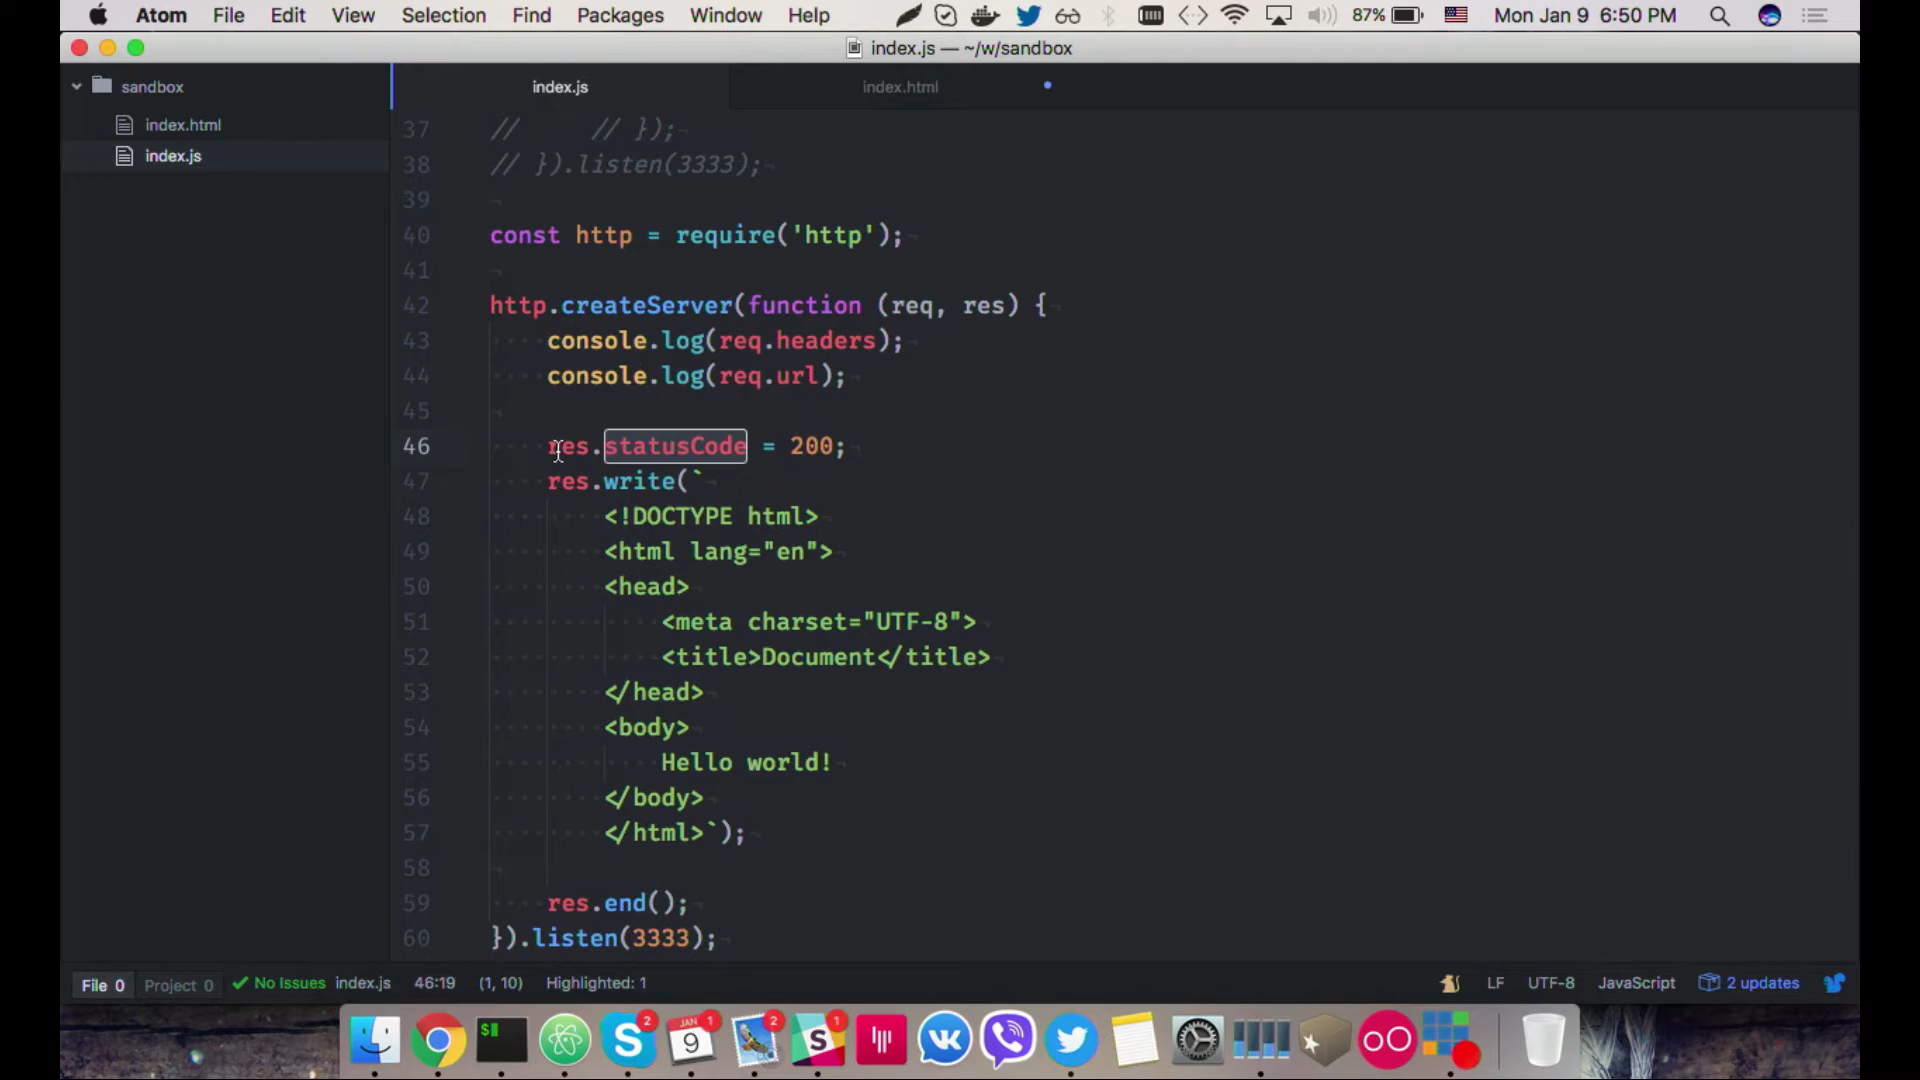 Atom File Edit View Selection Find Packages Window Help 87% Mon Jan 9 6:50 PM
index.js — ~/w/sandbox
sandbox
index.html
index.js
index.js index.html
37 // // });
38 // }).listen(3333);
39
40 const http = require('http');
41
42 http.createServer(function (req, res) {
43 console.log(req.headers);
44 console.log(req.url);
45
46 res.statusCode = 200;
47 res.write(`
48 <!DOCTYPE html>
49 <html lang="en">
50 <head>
51 <meta charset="UTF-8">
52 <title>Document</title>
53 </head>
54 <body>
55 Hello world!
56 </body>
57 </html>`);
58
59 res.end();
60 }).listen(3333);
File 0 Project 0 No Issues index.js 46:19 (1, 10) Highlighted: 1 LF UTF-8 JavaScript 2 updates
$ 2 JAN 9 1 2 1